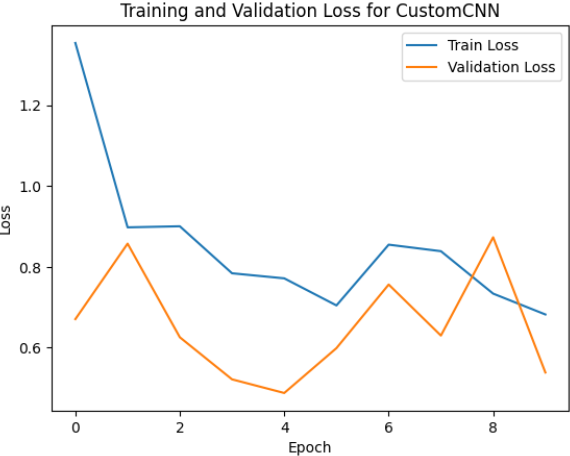 Training and Validation Loss for CustomCNN
Train Loss
Validation Loss
Loss
1.2
1.0
0.8
0.6
0 2 4 6 8
Epoch